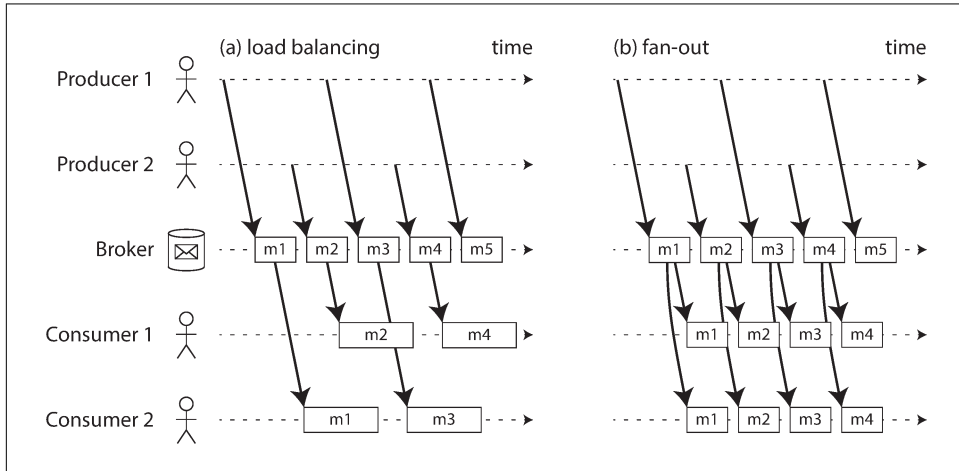 (a) load balancing time (b) fan-out time
Producer 1
Producer 2
Broker m1 m2 m3 m4 m5 m1 m2 m3 m4 m5
Consumer 1 m2 m4 m1 m2 m3 m4
Consumer 2 m1 m3 m1 m2 m3 m4